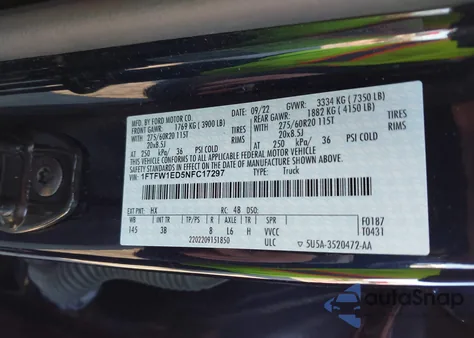 MFD. BY FORD MOTOR CO.
09/22 GVWR: 3334 KG ( 7350 LB)
FRONT GAWR: 1769 KG ( 3900 LB) REAR GAWR: 1882 KG ( 4150 LB)
WITH WITH
275/60R20 115T TIRES 275/60R20 115T TIRES
20x8.5J RIMS 20x8.5J RIMS
AT 250 kPa/ 36 PSI COLD AT 250 kPa/ 36 PSI COLD
THIS VEHICLE CONFORMS TO ALL APPLICABLE FEDERAL MOTOR VEHICLE
SAFETY STANDARDS IN EFFECT ON THE DATE OF MANUFACTURE SHOWN ABOVE.
VIN: 1FTFW1ED5NFC17297 TYPE: Truck
EXT PNT: HX RC: 48 DSO: F0187
WB INT TR TP/PS R AXLE TR SPR T0431
145 3B B L6 H VVCC
2202209151850 ULC 5U5A-3520472-AA
autoSnap